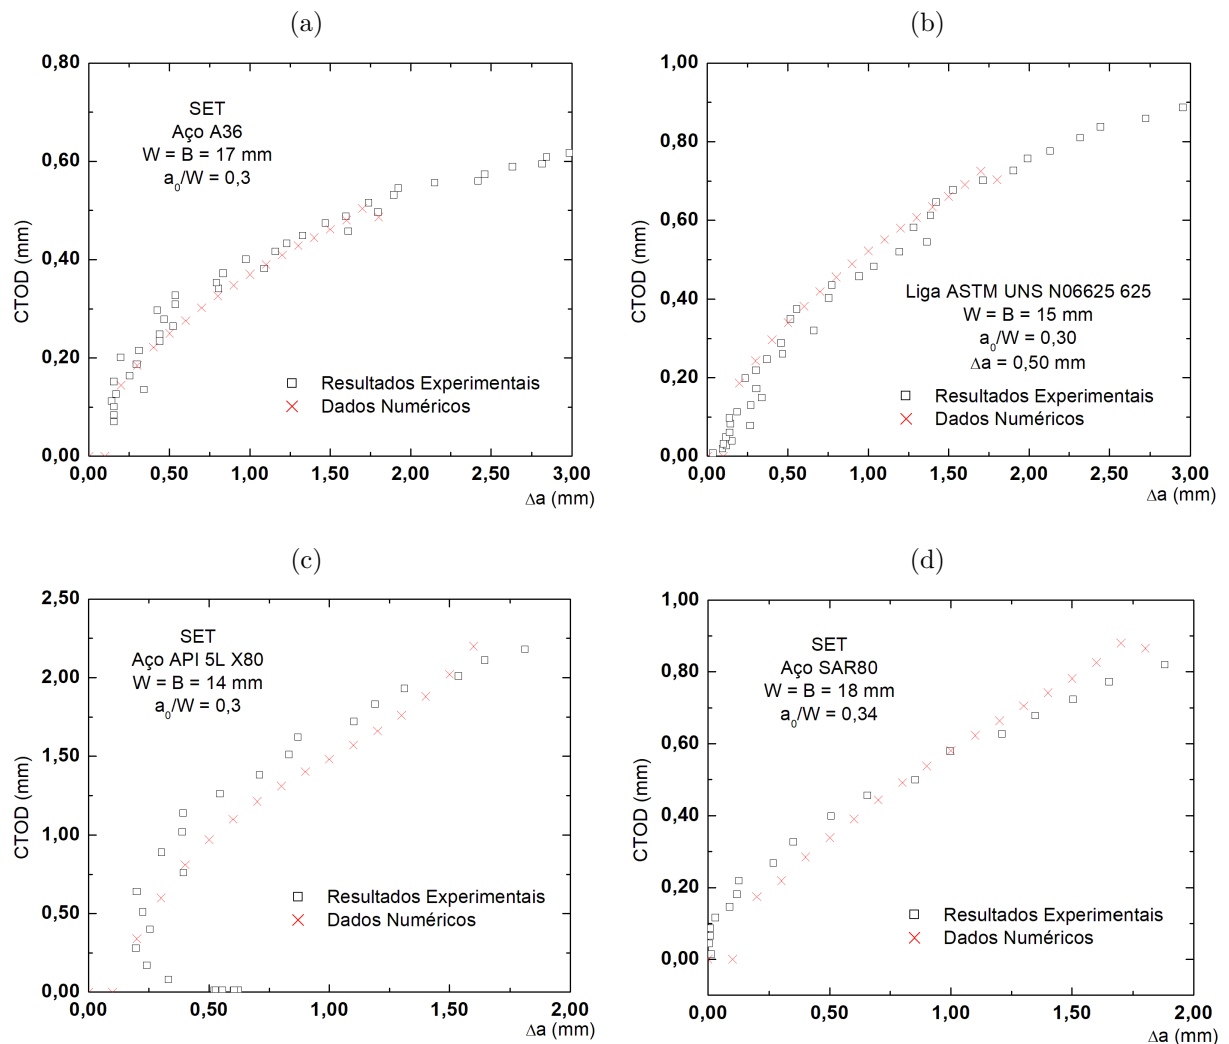 (a)
0,80
0,60
0,40
0,20
0,00
CTOD (mm)
SET
Aço A36
W = B = 17 mm
a0/W = 0,3
Resultados Experimentais
Dados Numéricos
0,00 0,50 1,00 1,50 2,00 2,50 3,00
Δa (mm)
(b)
1,00
0,80
0,60
0,40
0,20
0,00
CTOD (mm)
Liga ASTM UNS N06625 625
W = B = 15 mm
a0/W = 0,30
Δa = 0,50 mm
Resultados Experimentais
Dados Numéricos
0,00 0,50 1,00 1,50 2,00 2,50 3,00
Δa (mm)
(c)
2,50
2,00
1,50
1,00
0,50
0,00
CTOD (mm)
SET
Aço API 5L X80
W = B = 14 mm
a0/W = 0,3
Resultados Experimentais
Dados Numéricos
0,00 0,50 1,00 1,50 2,00
Δa (mm)
(d)
1,00
0,80
0,60
0,40
0,20
0,00
CTOD (mm)
SET
Aço SAR80
W = B = 18 mm
a0/W = 0,34
Resultados Experimentais
Dados Numéricos
0,00 0,50 1,00 1,50 2,00
Δa (mm)